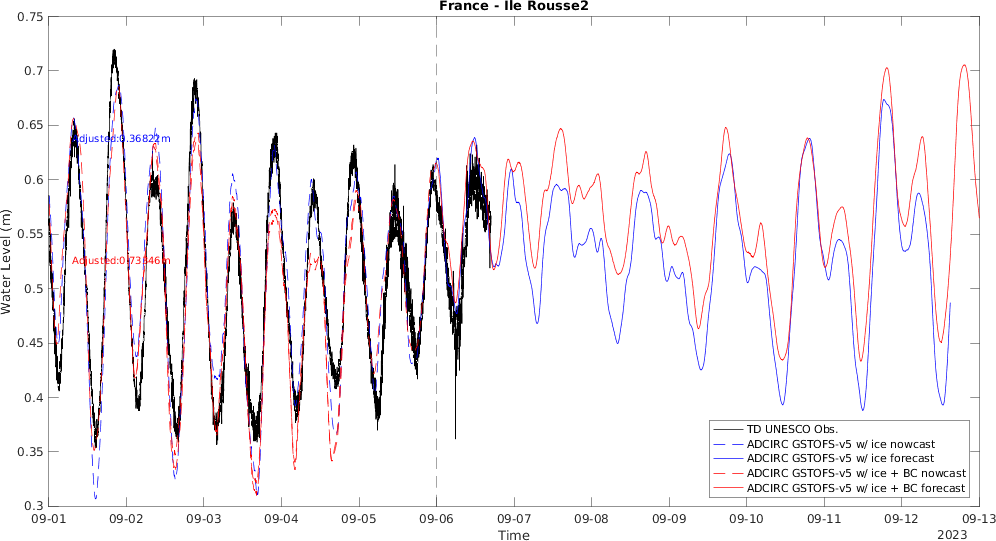 France - Ile Rousse2
0.75
0.7
0.65
0.6
0.55
0.5
0.45
0.4
0.35
0.3
Water Level (m)
Adjusted:0.36822m
Adjusted:0.73846m
TD UNESCO Obs.
ADCIRC GSTOFS-v5 w/ ice nowcast
ADCIRC GSTOFS-v5 w/ ice forecast
ADCIRC GSTOFS-v5 w/ ice + BC nowcast
ADCIRC GSTOFS-v5 w/ ice + BC forecast
09-01 09-02 09-03 09-04 09-05 09-06 09-07 09-08 09-09 09-10 09-11 09-12 09-13
Time
2023